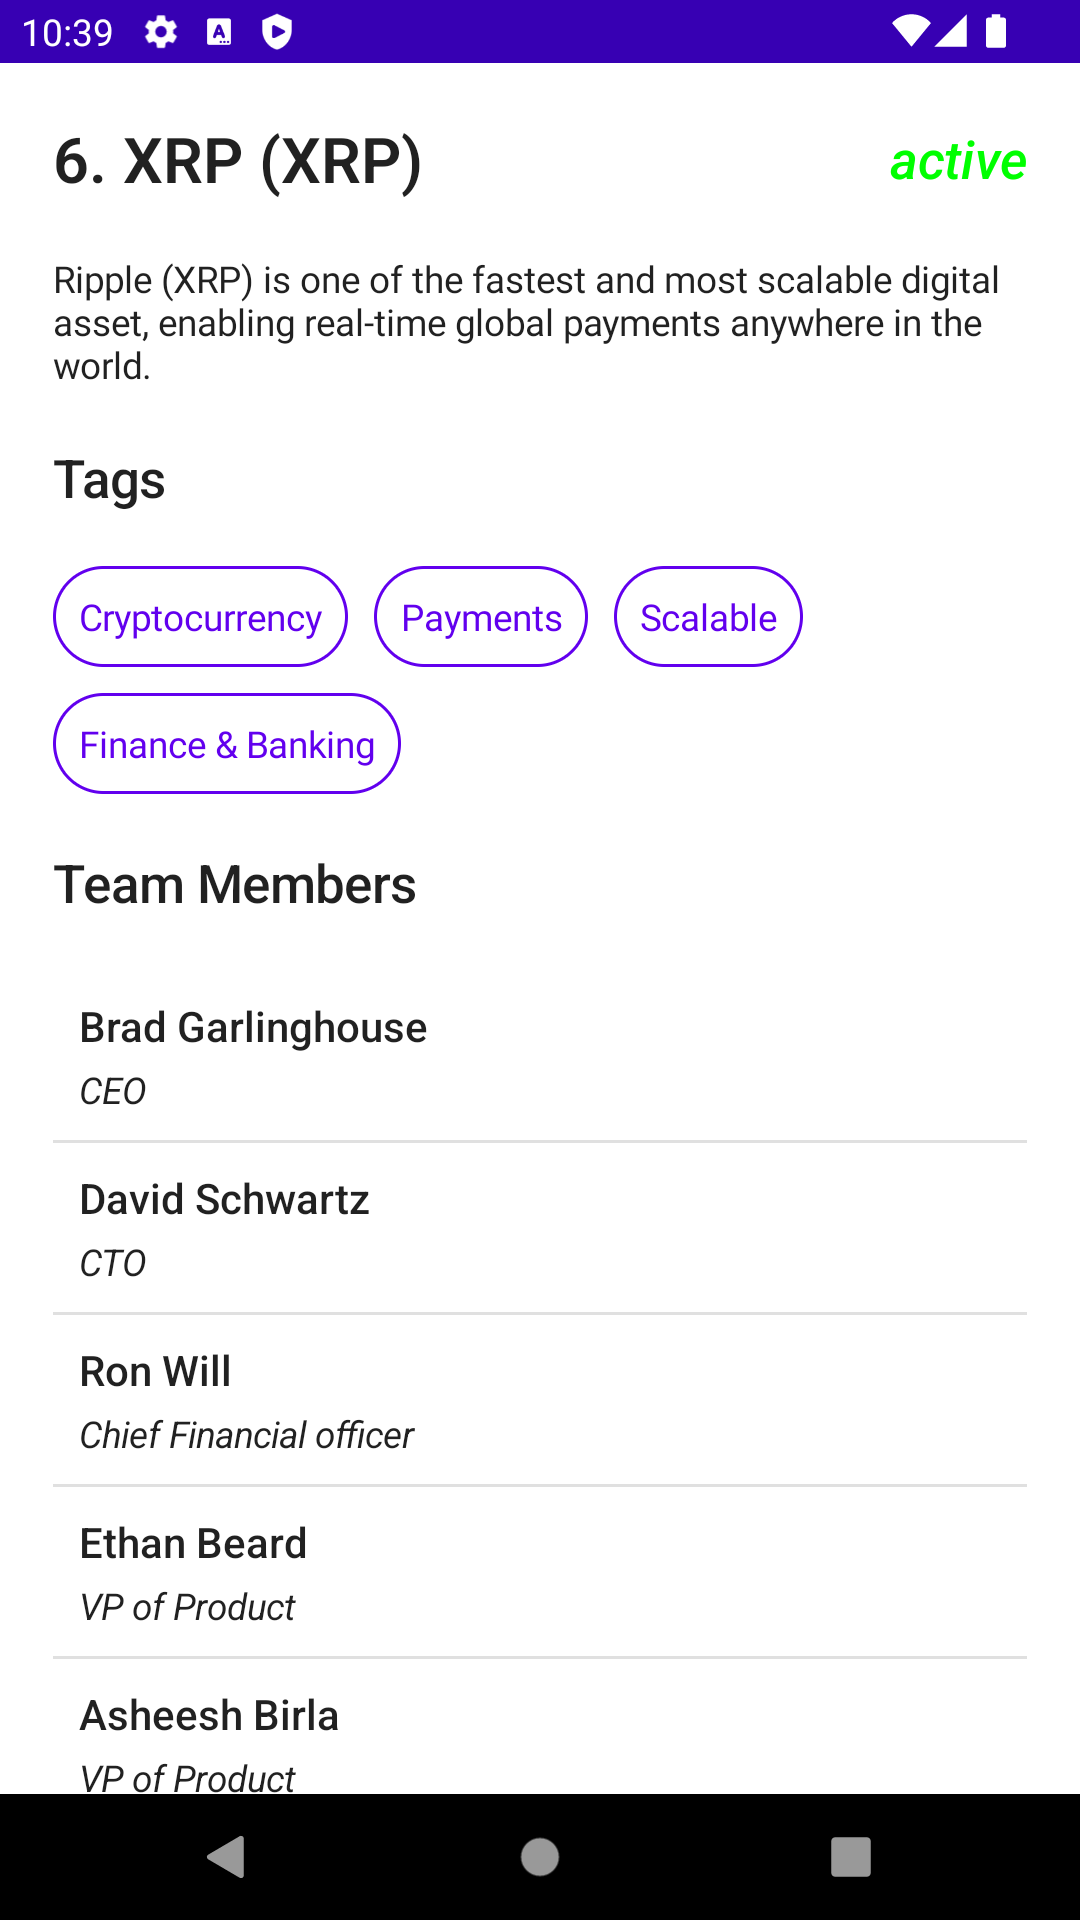 10:39
6. XRP (XRP)
active
Ripple (XRP) is one of the fastest and most scalable digital
asset, enabling real-time global payments anywhere in the
world.
Tags
Cryptocurrency
Payments
Scalable
Finance & Banking
Team Members
Brad Garlinghouse
CEO
David Schwartz
CTO
Ron Will
Chief Financial officer
Ethan Beard
VP of Product
Asheesh Birla
VP of Product